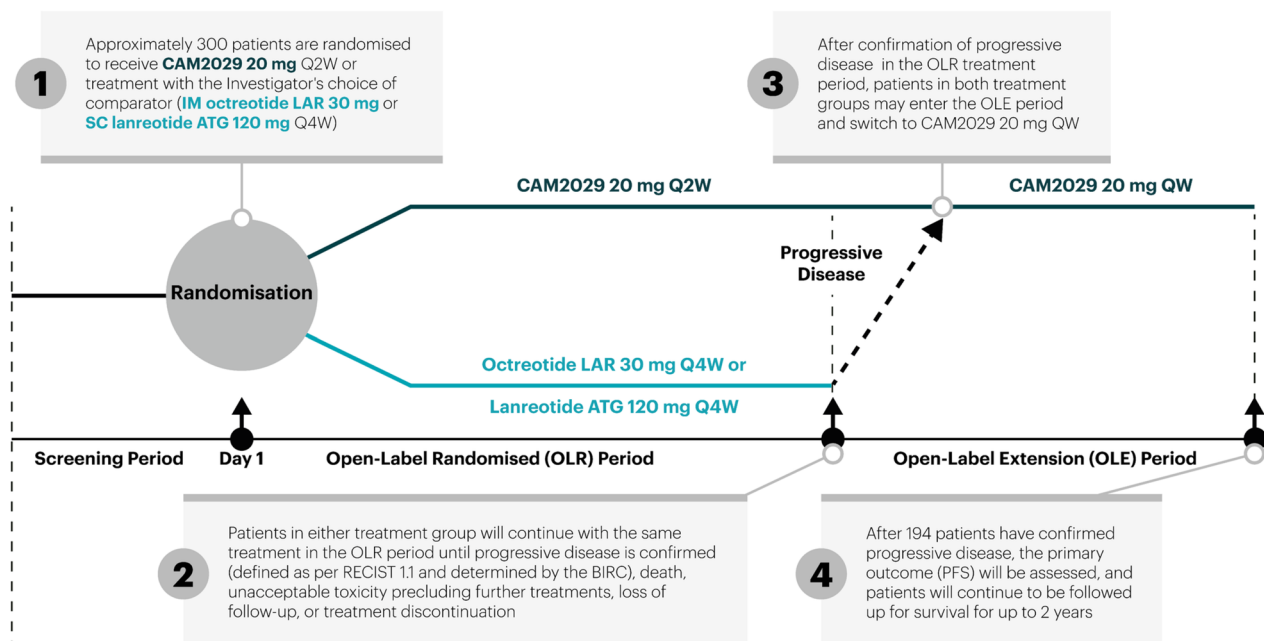 1
Approximately 300 patients are randomised
to receive CAM2029 20 mg Q2W or
treatment with the Investigator's choice of
comparator (IM octreotide LAR 30 mg or
SC lanreotide ATG 120 mg Q4W)
3
After confirmation of progressive
disease in the OLR treatment
period, patients in both treatment
groups may enter the OLE period
and switch to CAM2029 20 mg QW
CAM2029 20 mg Q2W
CAM2029 20 mg QW
Randomisation
Progressive
Disease
Octreotide LAR 30 mg Q4W or
Lanreotide ATG 120 mg Q4W
Screening Period
Day 1
Open-Label Randomised (OLR) Period
Open-Label Extension (OLE) Period
2
Patients in either treatment group will continue with the same
treatment in the OLR period until progressive disease is confirmed
(defined as per RECIST 1.1 and determined by the BIRC), death,
unacceptable toxicity precluding further treatments, loss of
follow-up, or treatment discontinuation
4
After 194 patients have confirmed
progressive disease, the primary
outcome (PFS) will be assessed, and
patients will continue to be followed
up for survival for up to 2 years